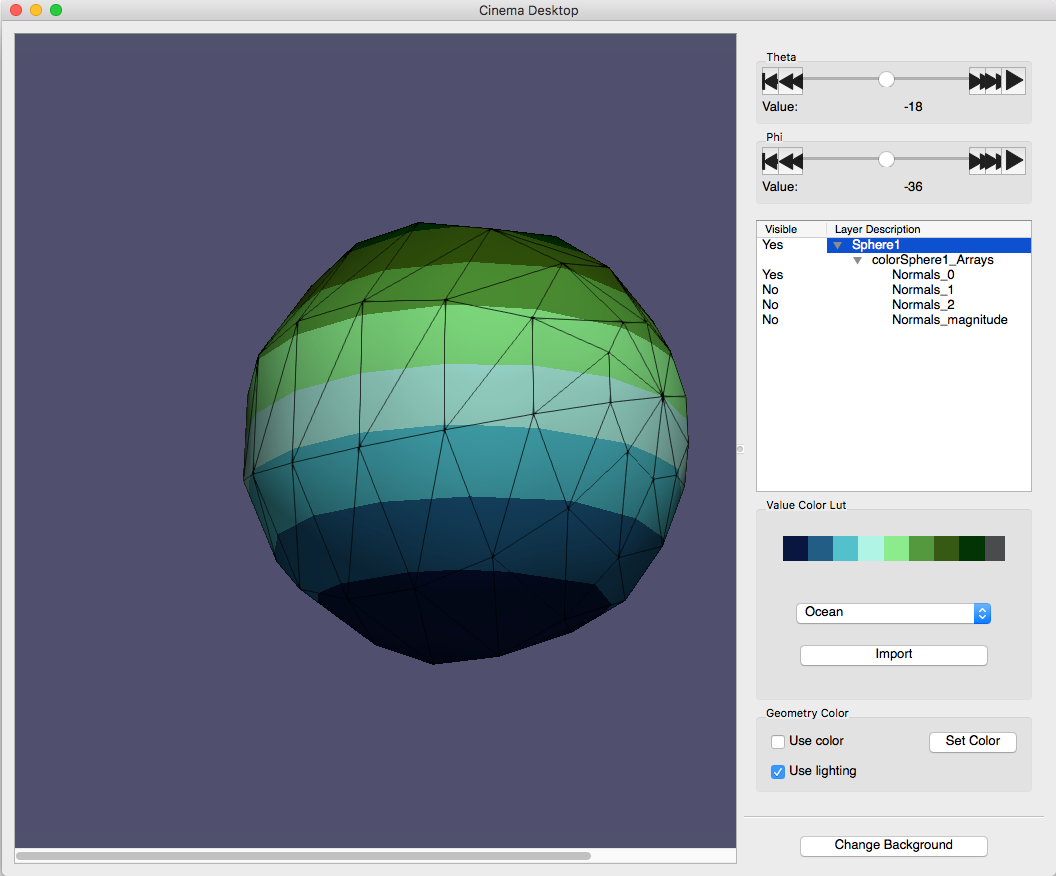 Cinema Desktop
Theta
Value: -18
Phi
Value: -36
Visible Layer Description
Yes Sphere1
colorSphere1_Arrays
Yes Normals_0
No Normals_1
No Normals_2
No Normals_magnitude
Value Color Lut
Ocean
Import
Geometry Color
Use color Set Color
Use lighting
Change Background